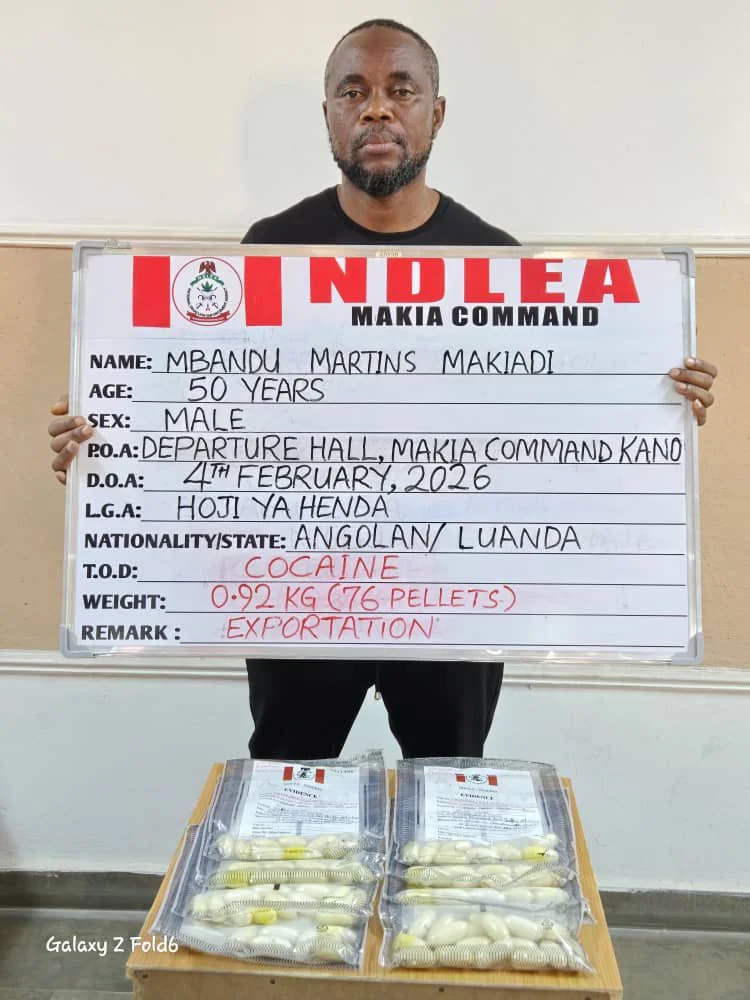 NDLEA
NDLEA
MAKIA COMMAND
NAME: MBANDU MARTINS MAKIADI
AGE: 50 YEARS
SEX: MALE
P.O.A: DEPARTURE HALL, MAKIA COMMAND KANO
D.O.A: 4TH FEBRUARY, 2026
L.G.A: HOJI YA HENDA
NATIONALITY/STATE: ANGOLAN/ LUANDA
T.O.D: COCAINE
WEIGHT: 0.92 KG (76 PELLETS)
REMARK : EXPORTATION
EVIDENCE
EVIDENCE
Galaxy Z Fold6